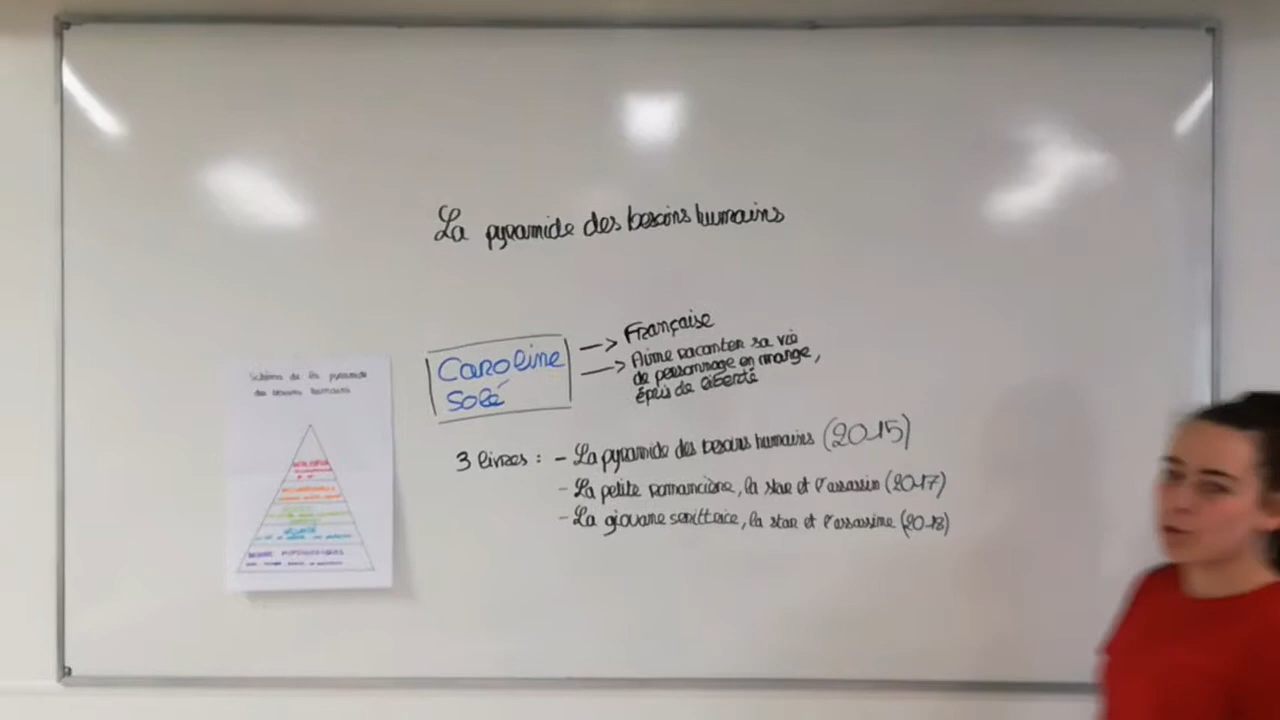 La pyramide des besoins humains
Caroline
Solé
--> Française
--> Aime raconter sa vie
de personnage en marge,
épris de liberté
3 livres : - La pyramide des besoins humains (2015)
- La petite romancière, la star et l'assassin (2017)
- La giovane scrittrice, la star et l'assassine (2018)
Schéma de la pyramide
des besoins humains
BESOINS PHYSIOLOGIQUES